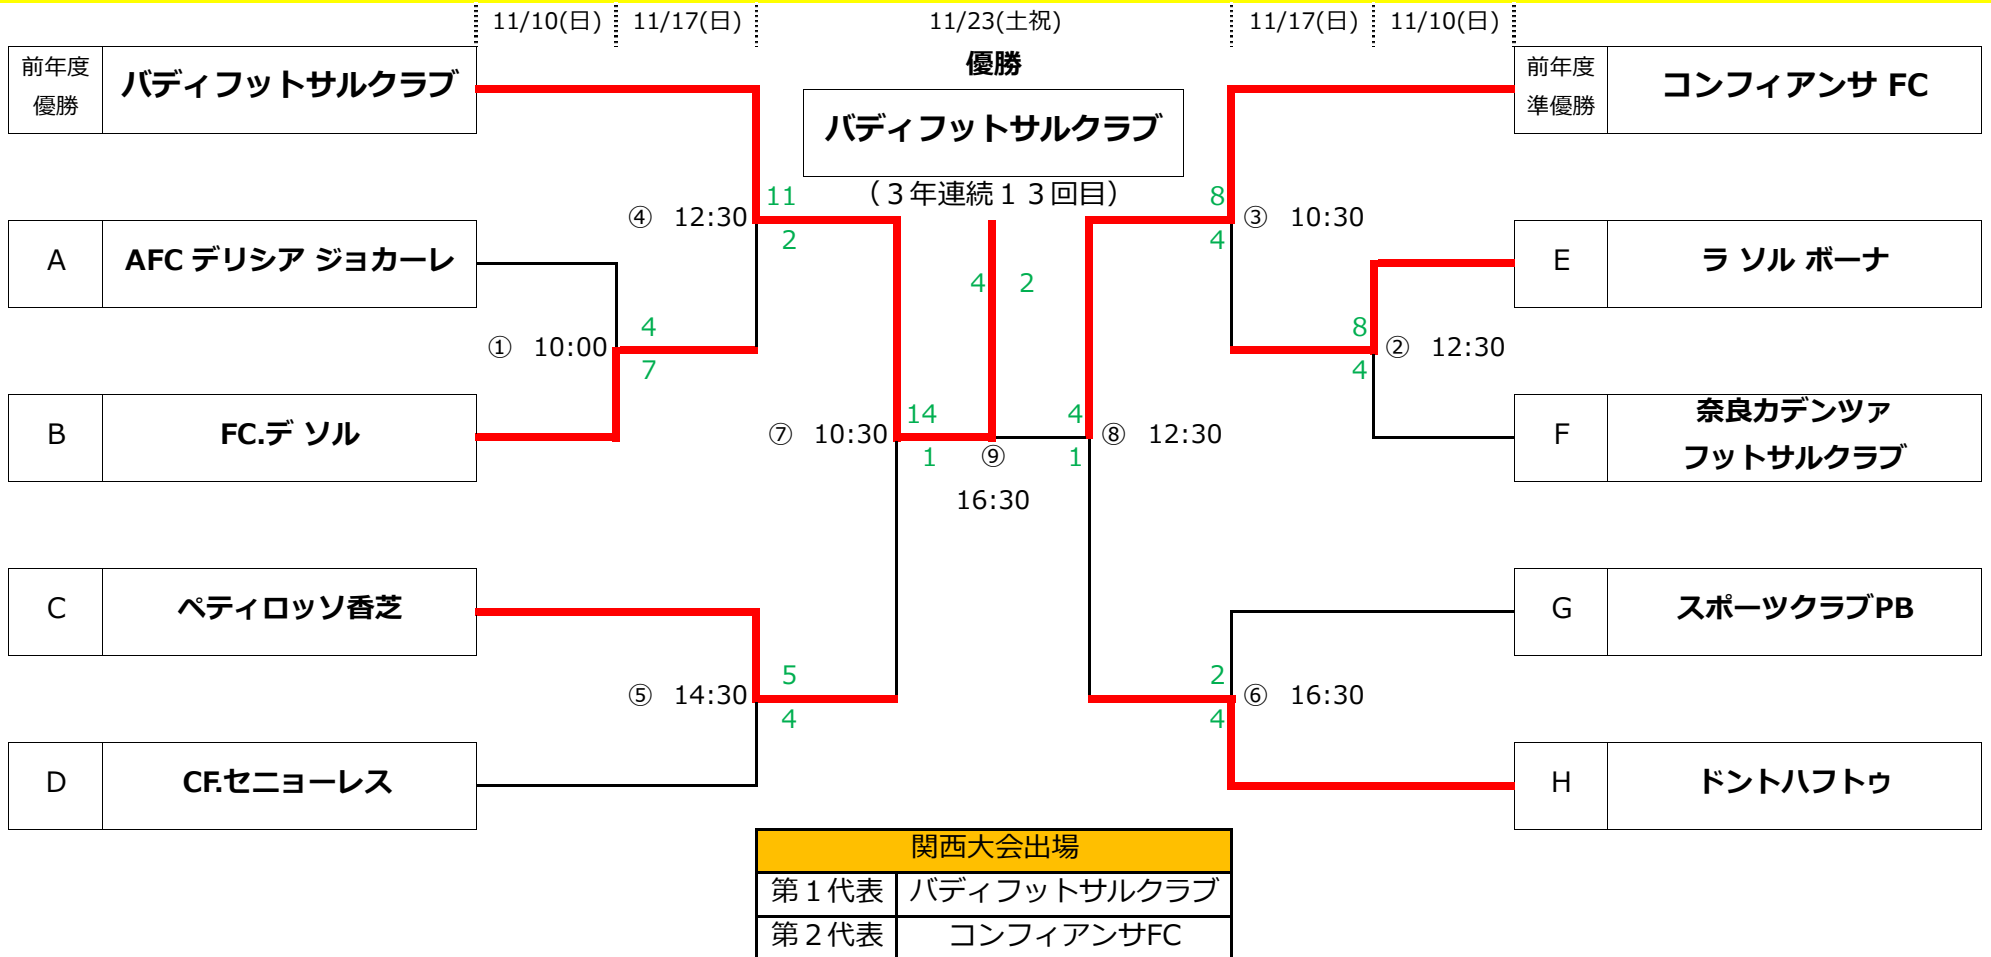 11/10(日)
11/17(日)
11/23(土祝)
11/17(日)
11/10(日)
優勝
前年度
優勝
バディフットサルクラブ
バディフットサルクラブ
(3年連続13回目)
前年度
準優勝
コンフィアンサ FC
④ 12:30
11
2
8
4
③ 10:30
A
AFC デリシア ジョカーレ
E
ラ ソル ボーナ
4
2
① 10:00
4
7
8
4
② 12:30
B
FC.デ ソル
F
奈良カデンツァ
フットサルクラブ
⑦ 10:30
14
1
⑨
16:30
4
1
⑧ 12:30
C
ペティロッソ香芝
G
スポーツクラブPB
⑤ 14:30
5
4
2
4
⑥ 16:30
D
CF.セニョーレス
H
ドントハフトゥ
関西大会出場
第1代表
バディフットサルクラブ
第2代表
コンフィアンサFC